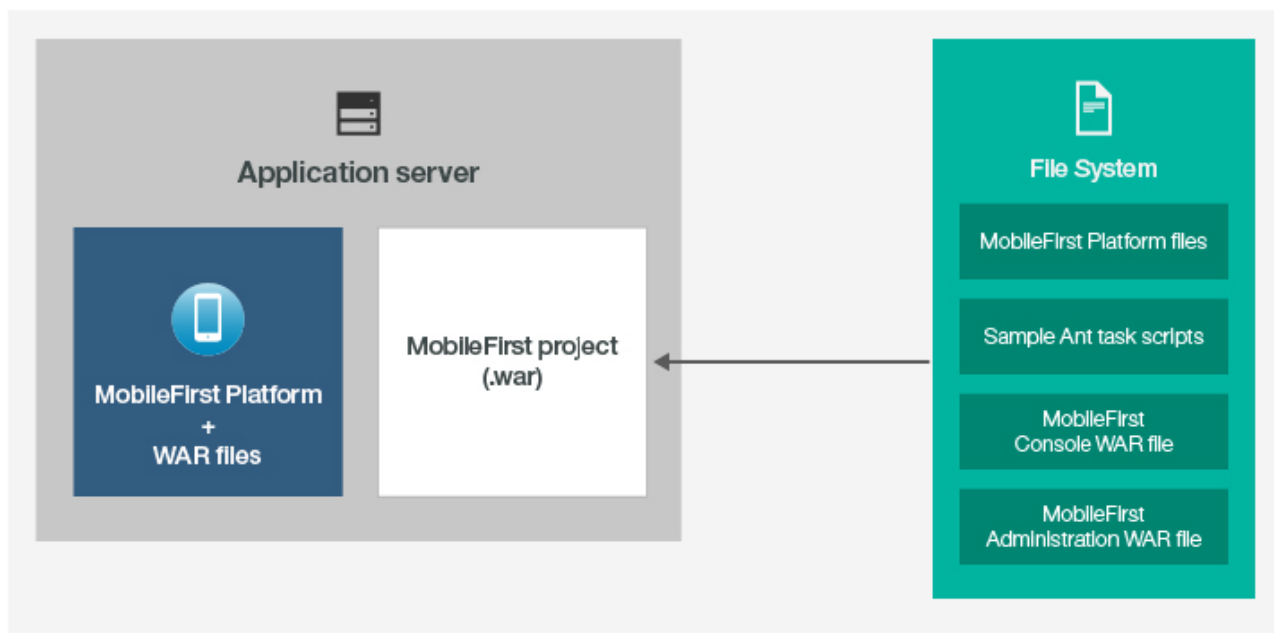 Application server
MobileFirst Platform
+
WAR files
MobileFirst project
(.war)
File System
MobileFirst Platform files
Sample Ant task scripts
MobileFirst
Console WAR file
MobileFirst
Administration WAR file